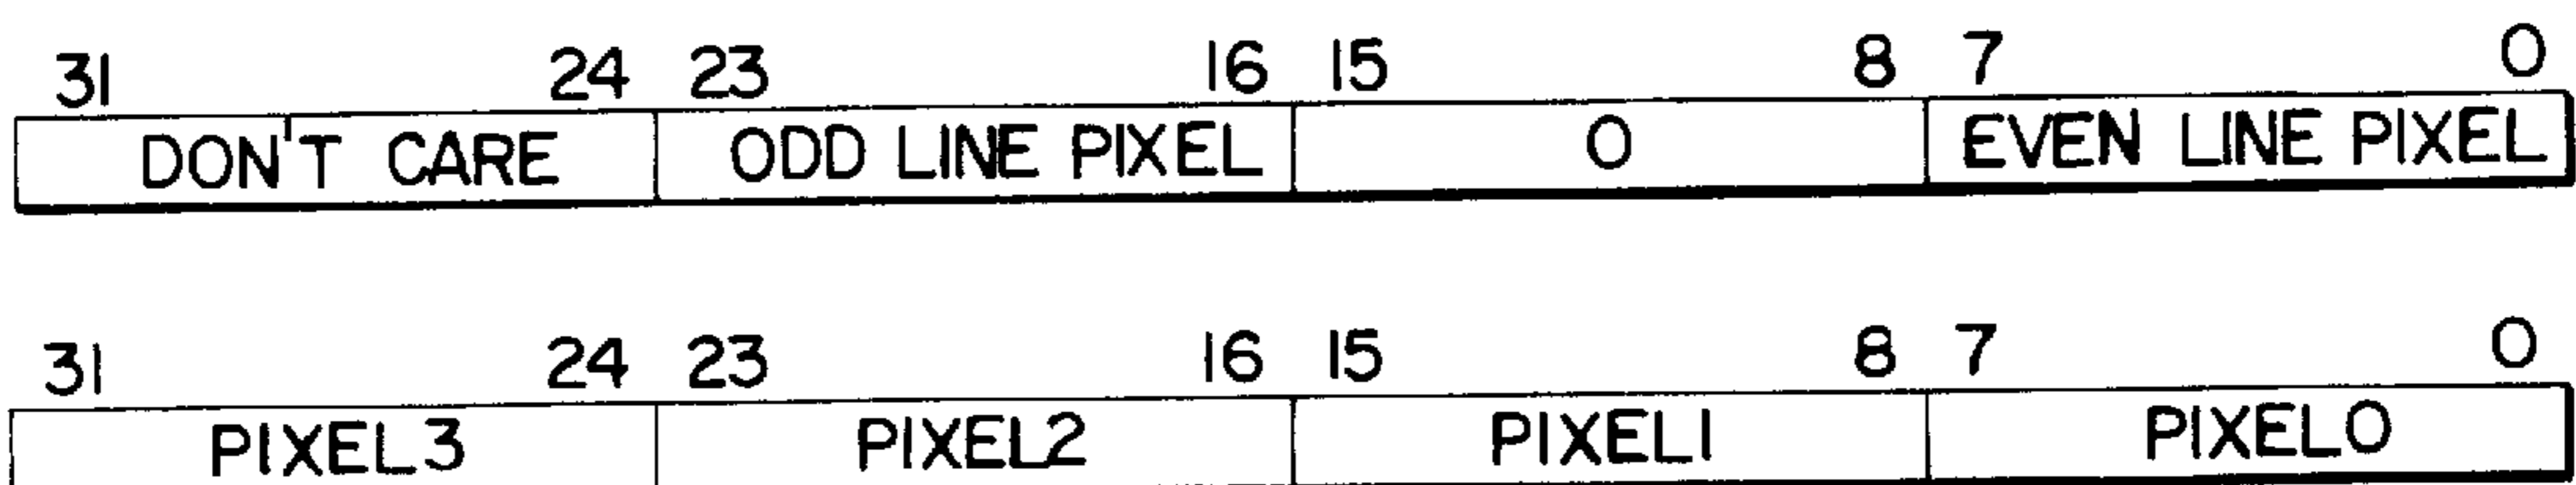 31 24 23 16 15 8 7 0
DON'T CARE ODD LINE PIXEL 0 EVEN LINE PIXEL
31 24 23 16 15 8 7 0
PIXEL3 PIXEL2 PIXEL1 PIXEL0